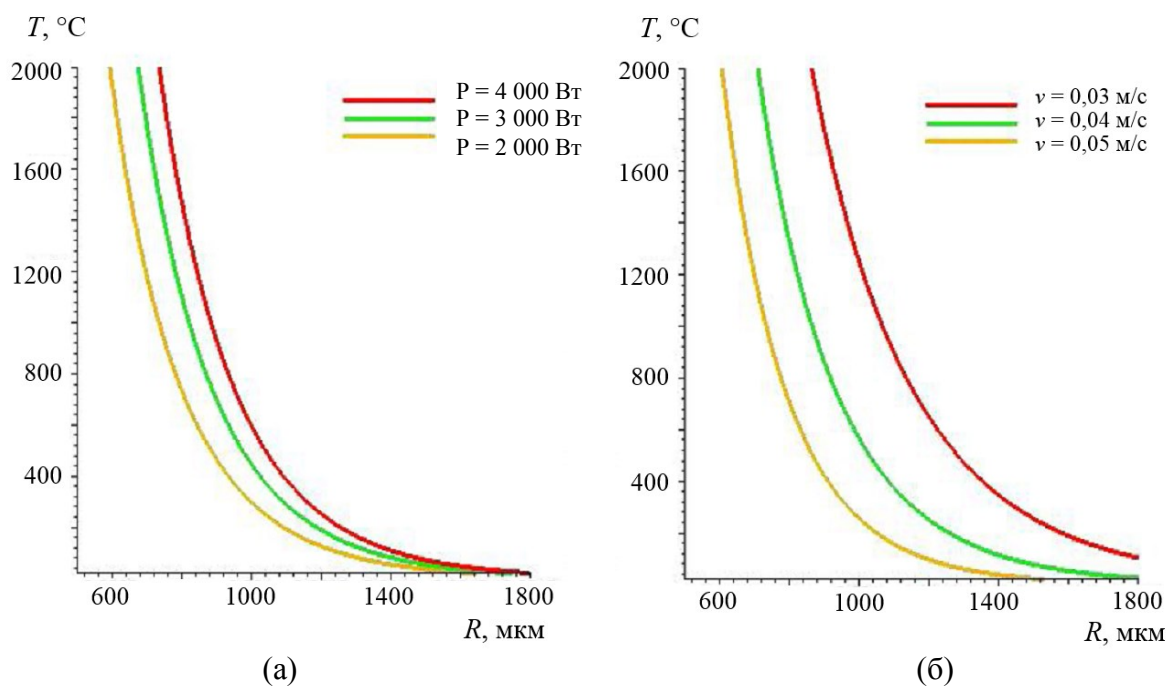 T, °C
2000
1600
1200
800
400
P = 4 000 Вт
P = 3 000 Вт
P = 2 000 Вт
600 1000 1400 1800
R, мкм
(а)
T, °C
2000
1600
1200
800
400
v = 0,03 м/с
v = 0,04 м/с
v = 0,05 м/с
600 1000 1400 1800
R, мкм
(б)